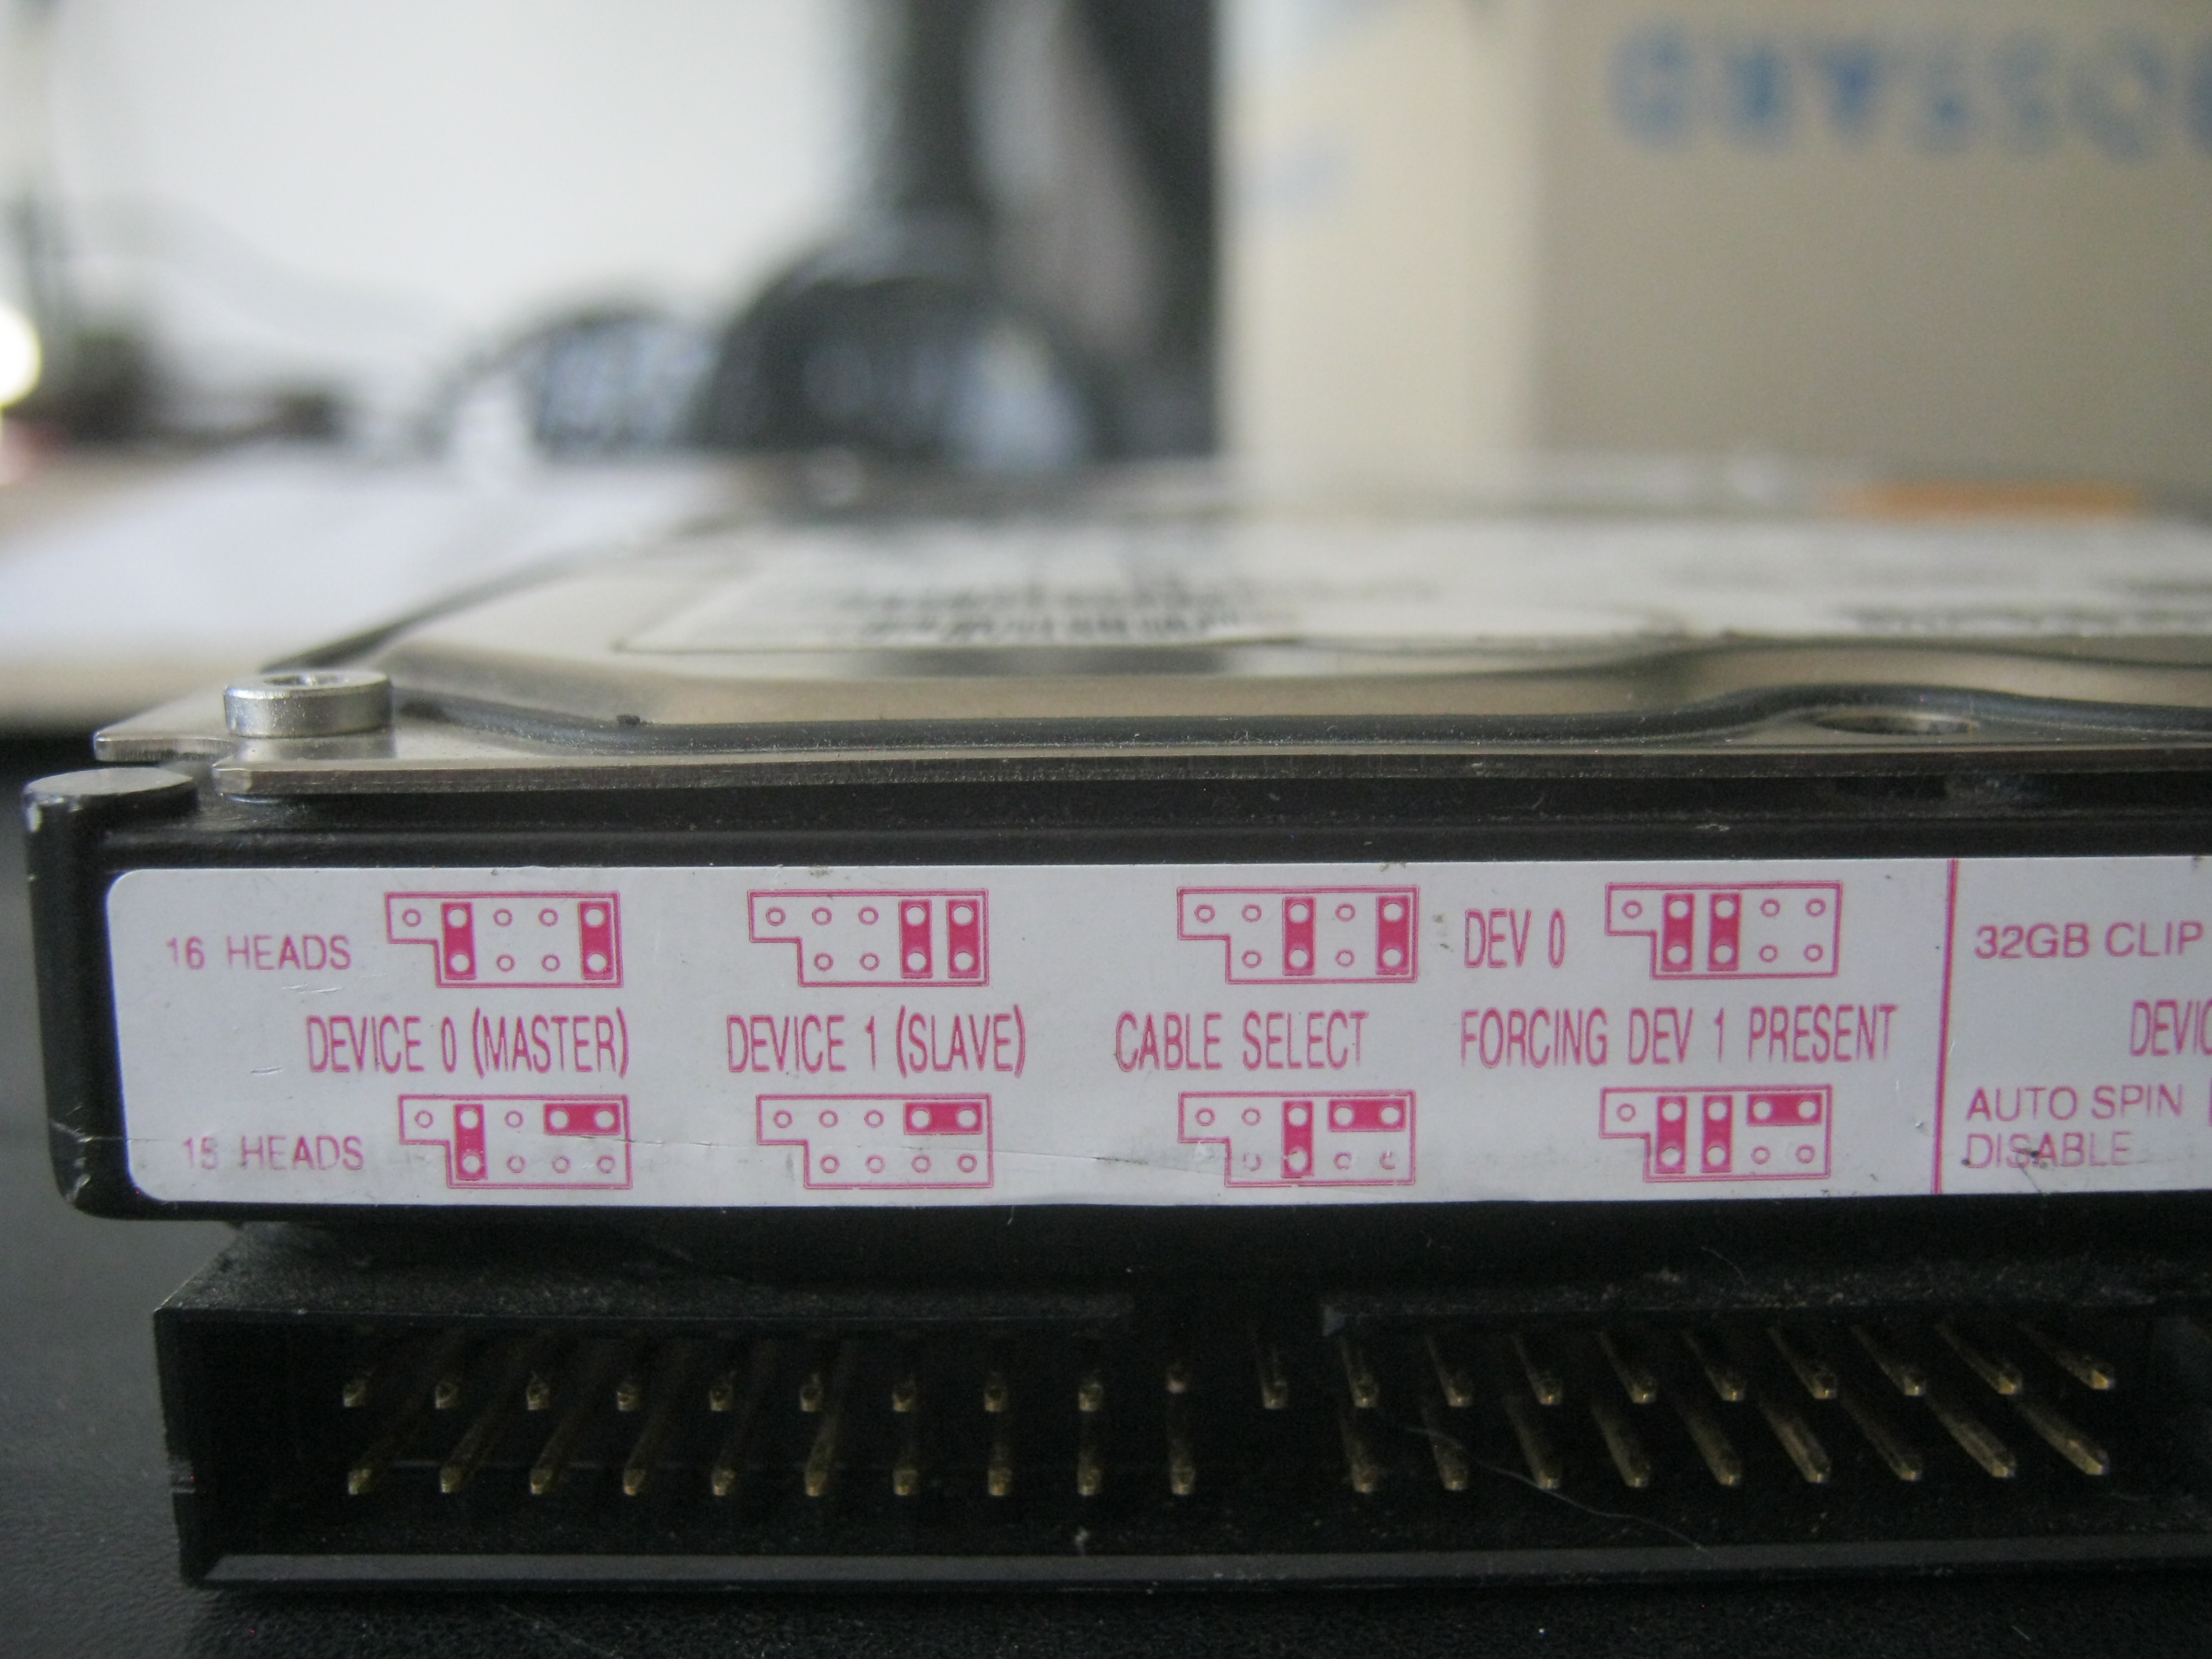 16 HEADS
DEV 0
32GB CLIP
DEVICE 0 (MASTER)
DEVICE 1 (SLAVE)
CABLE SELECT
FORCING DEV 1 PRESENT
15 HEADS
AUTO SPIN
DISABLE